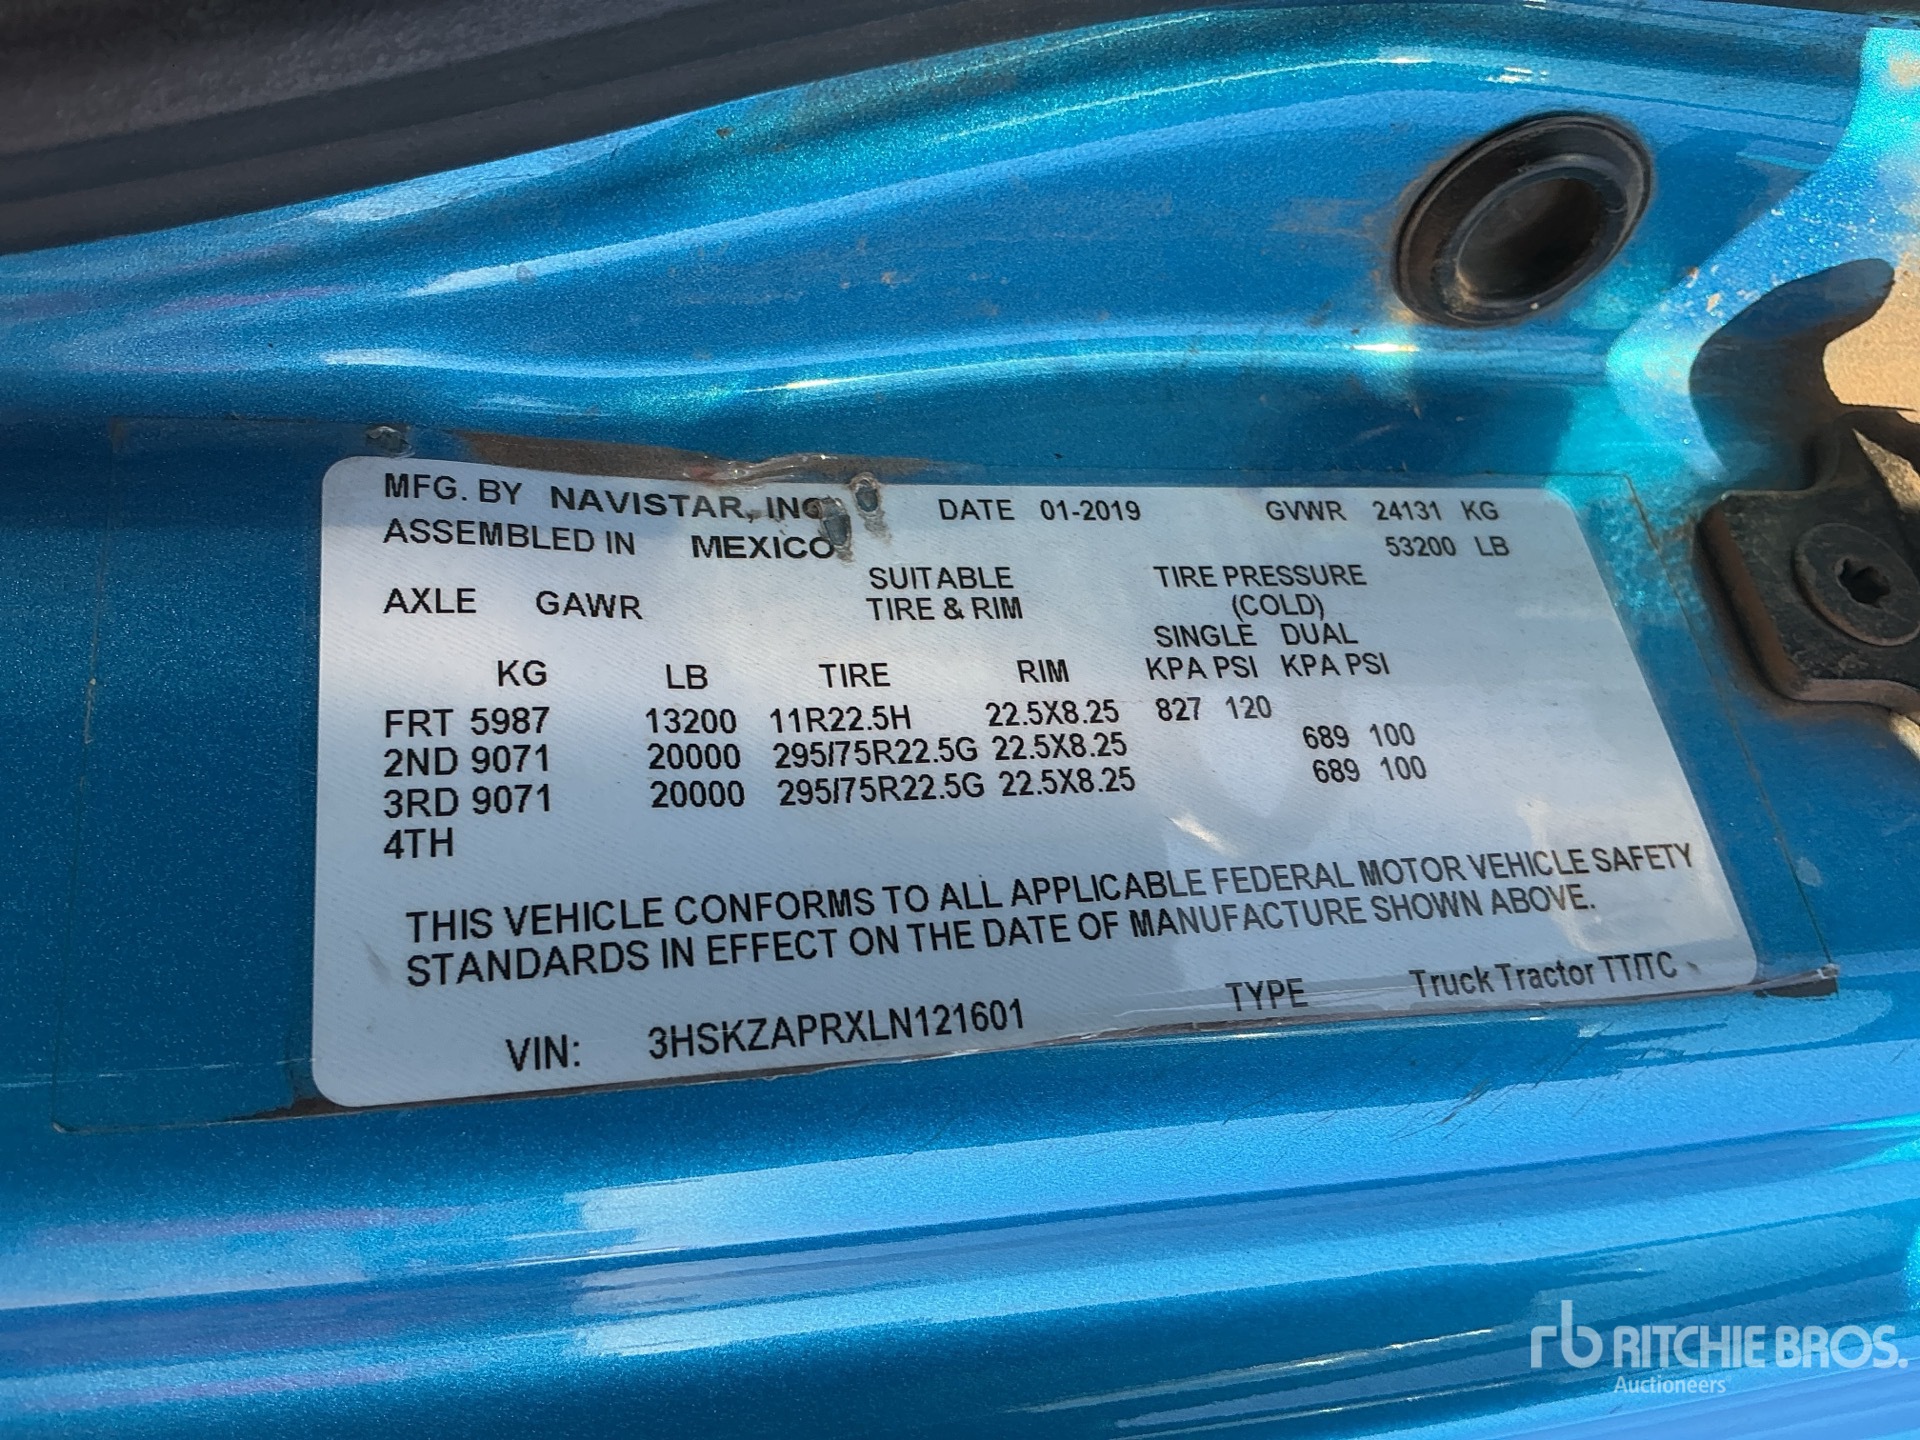 MFG. BY NAVISTAR, INC DATE 01-2019 GVWR 24131 KG
ASSEMBLED IN MEXICO 53200 LB
AXLE GAWR SUITABLE TIRE PRESSURE
TIRE & RIM (COLD)
SINGLE DUAL
KG LB TIRE RIM KPA PSI KPA PSI
FRT 5987 13200 11R22.5H 22.5X8.25 827 120
2ND 9071 20000 295/75R22.5G 22.5X8.25 689 100
3RD 9071 20000 295/75R22.5G 22.5X8.25 689 100
4TH
THIS VEHICLE CONFORMS TO ALL APPLICABLE FEDERAL MOTOR VEHICLE SAFETY
STANDARDS IN EFFECT ON THE DATE OF MANUFACTURE SHOWN ABOVE.
VIN: 3HSKZAPRXLN121601 TYPE Truck Tractor TT/TC
rb RITCHIE BROS.
Auctioneers